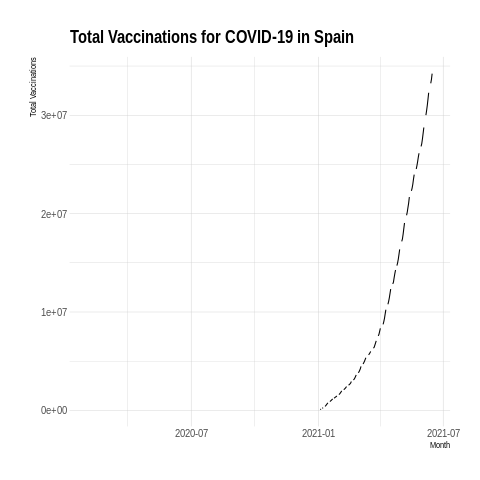 Total Vaccinations for COVID-19 in Spain
Total Vaccinations
3e+07
2e+07
1e+07
0e+00
2020-07
2021-01
2021-07
Month